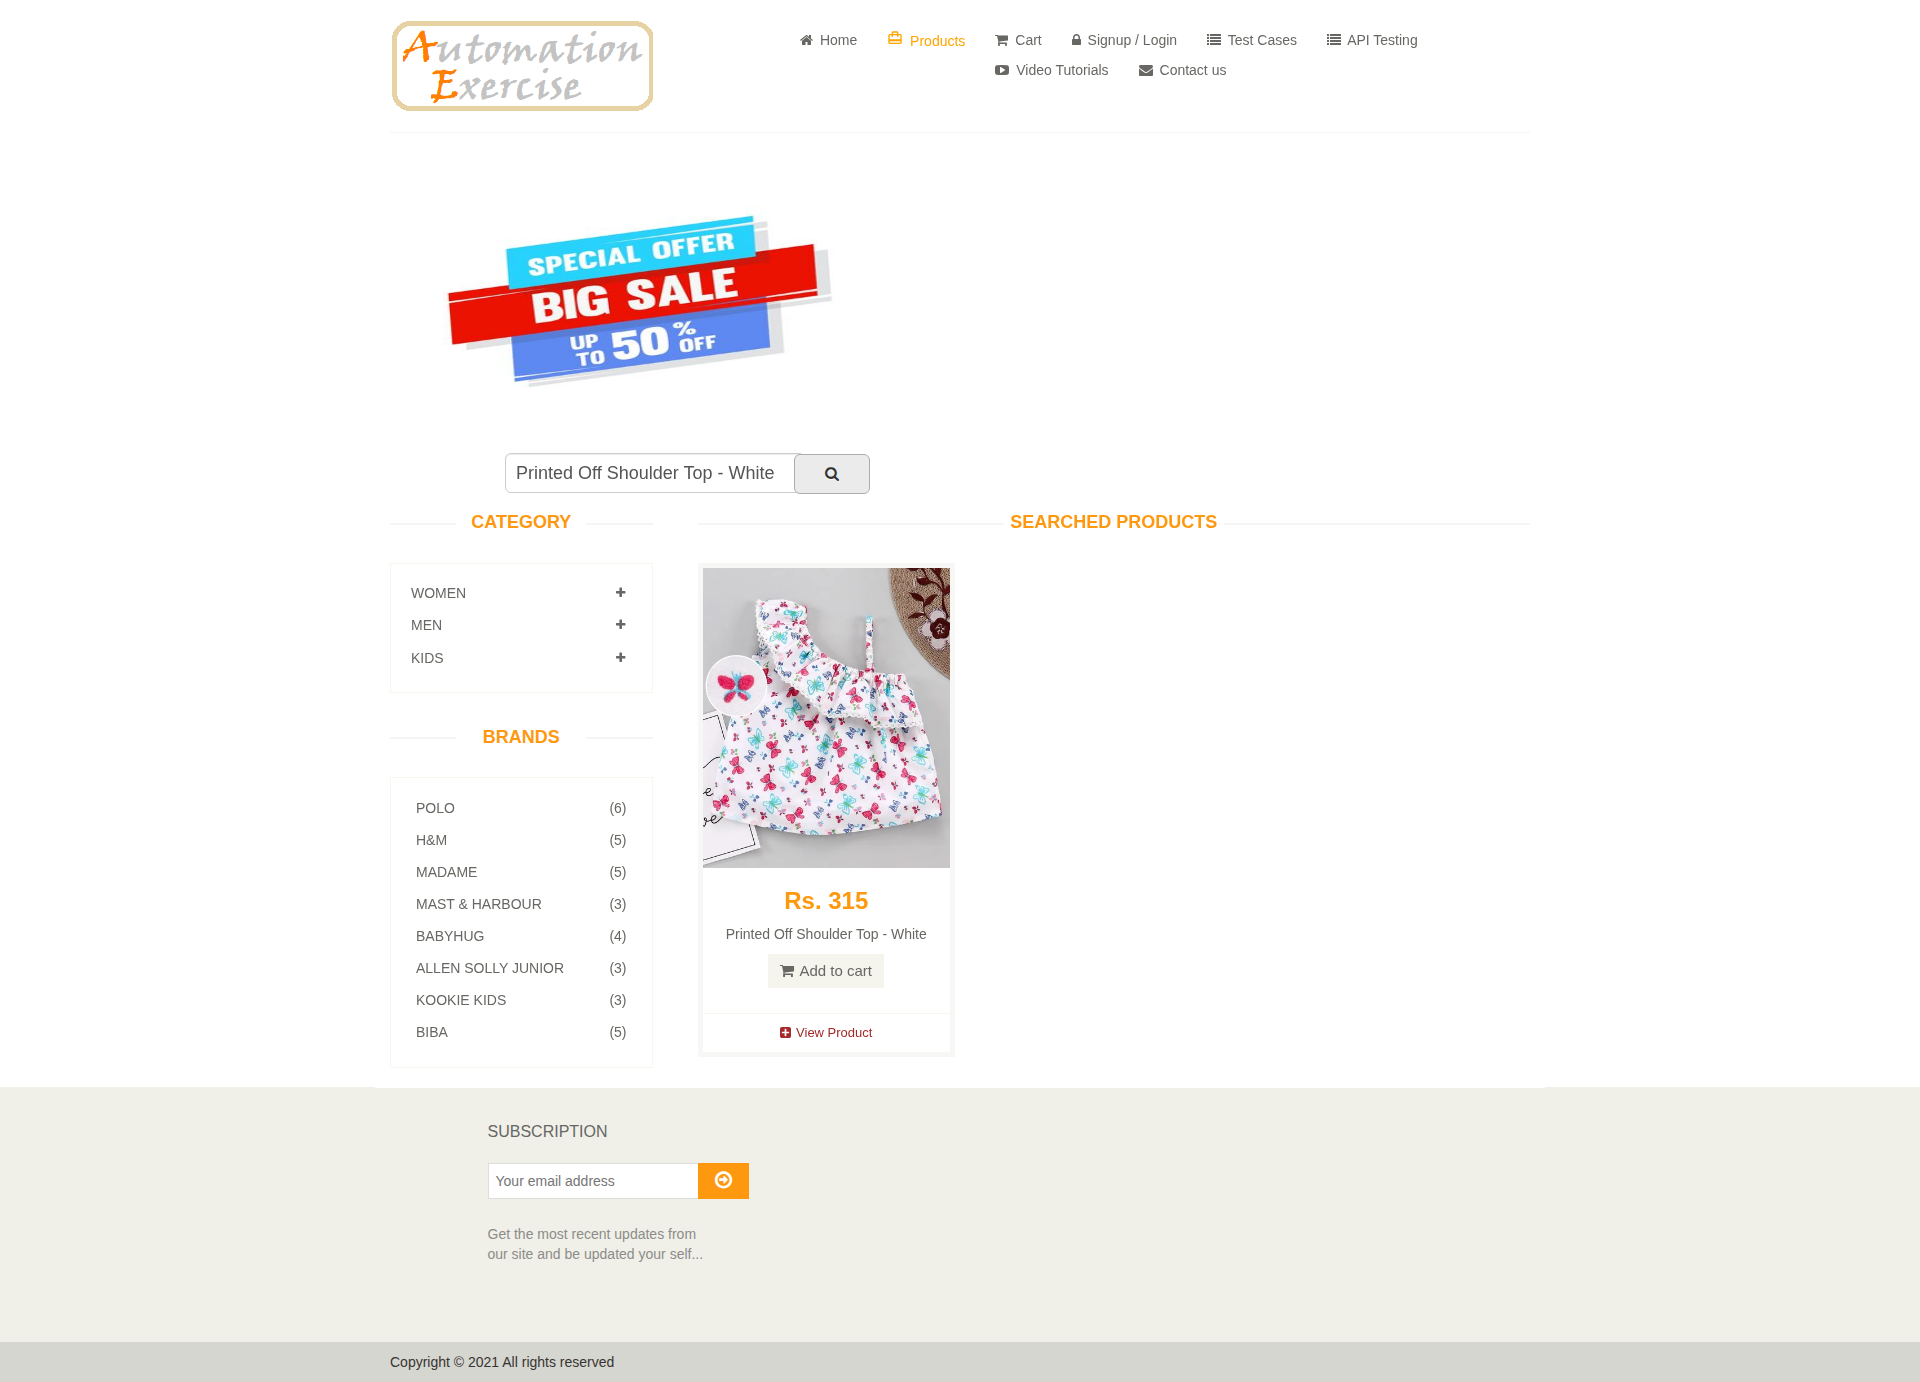 Automation
Exercise
Home
Products
Cart
Signup / Login
Test Cases
API Testing
Video Tutorials
Contact us
SPECIAL OFFER
BIG SALE
UP TO 50% OFF
Printed Off Shoulder Top - White
CATEGORY
WOMEN
MEN
KIDS
BRANDS
POLO (6)
H&M (5)
MADAME (5)
MAST & HARBOUR (3)
BABYHUG (4)
ALLEN SOLLY JUNIOR (3)
KOOKIE KIDS (3)
BIBA (5)
SEARCHED PRODUCTS
Rs. 315
Printed Off Shoulder Top - White
Add to cart
View Product
SUBSCRIPTION
Your email address
Get the most recent updates from
our site and be updated your self...
Copyright © 2021 All rights reserved